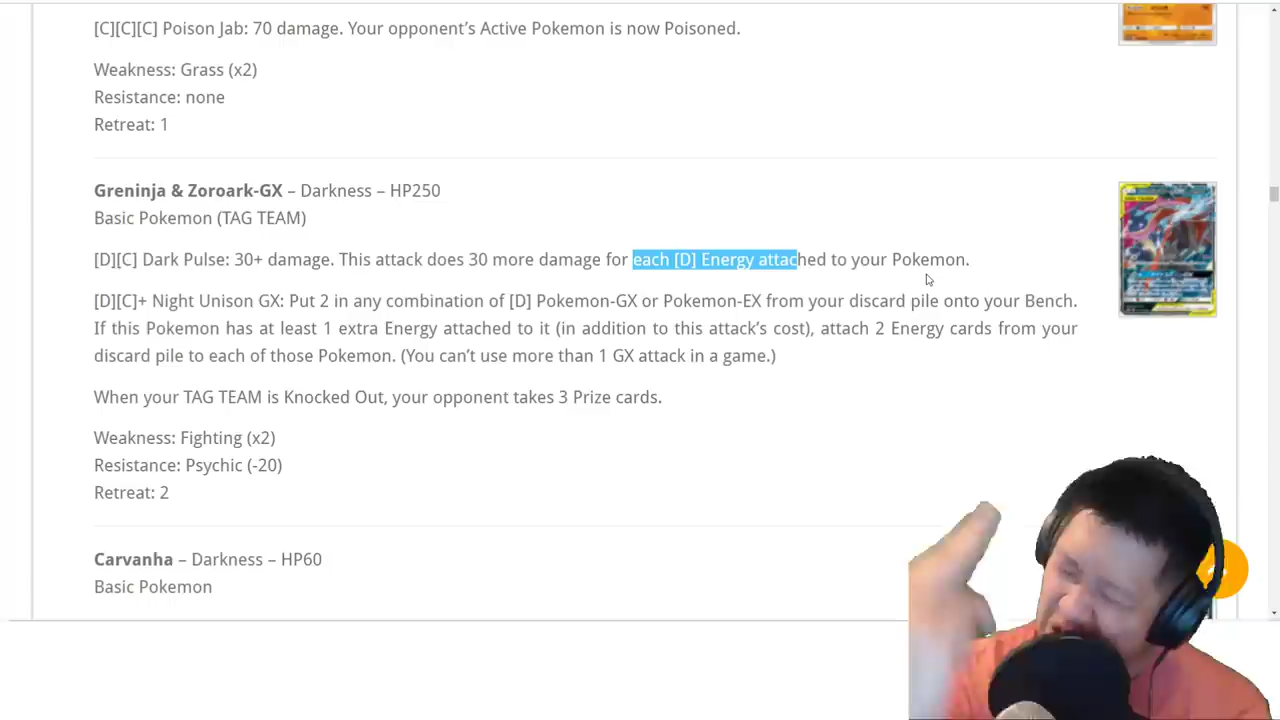 [C][C][C] Poison Jab: 70 damage. Your opponent's Active Pokemon is now Poisoned.
Weakness: Grass (x2)
Resistance: none
Retreat: 1
Greninja & Zoroark-GX – Darkness – HP250
Basic Pokemon (TAG TEAM)
[D][C] Dark Pulse: 30+ damage. This attack does 30 more damage for each [D] Energy attached to your Pokemon.
[D][C]+ Night Unison GX: Put 2 in any combination of [D] Pokemon-GX or Pokemon-EX from your discard pile onto your Bench.
If this Pokemon has at least 1 extra Energy attached to it (in addition to this attack's cost), attach 2 Energy cards from your
discard pile to each of those Pokemon. (You can't use more than 1 GX attack in a game.)
When your TAG TEAM is Knocked Out, your opponent takes 3 Prize cards.
Weakness: Fighting (x2)
Resistance: Psychic (-20)
Retreat: 2
Carvanha – Darkness – HP60
Basic Pokemon